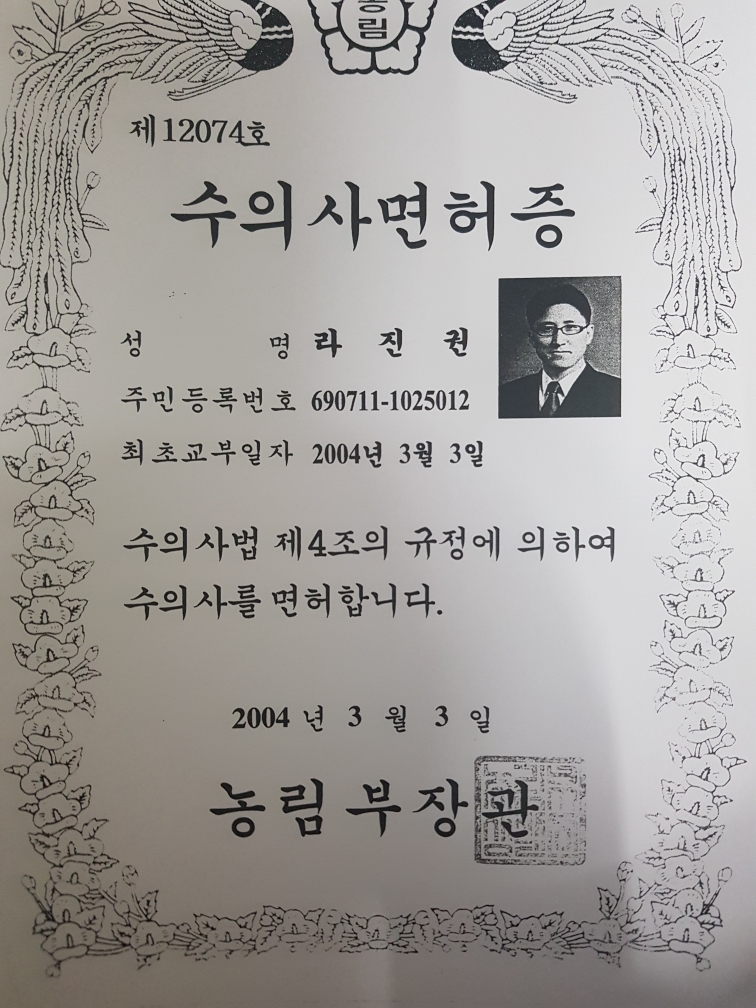 농림
제12074호
수의사면허증
성 명 라 진 권
주민등록번호 690711-1025012
최초교부일자 2004년 3월 3일
수의사법 제4조의 규정에 의하여
수의사를 면허합니다.
2004 년 3 월 3 일
농림부장관